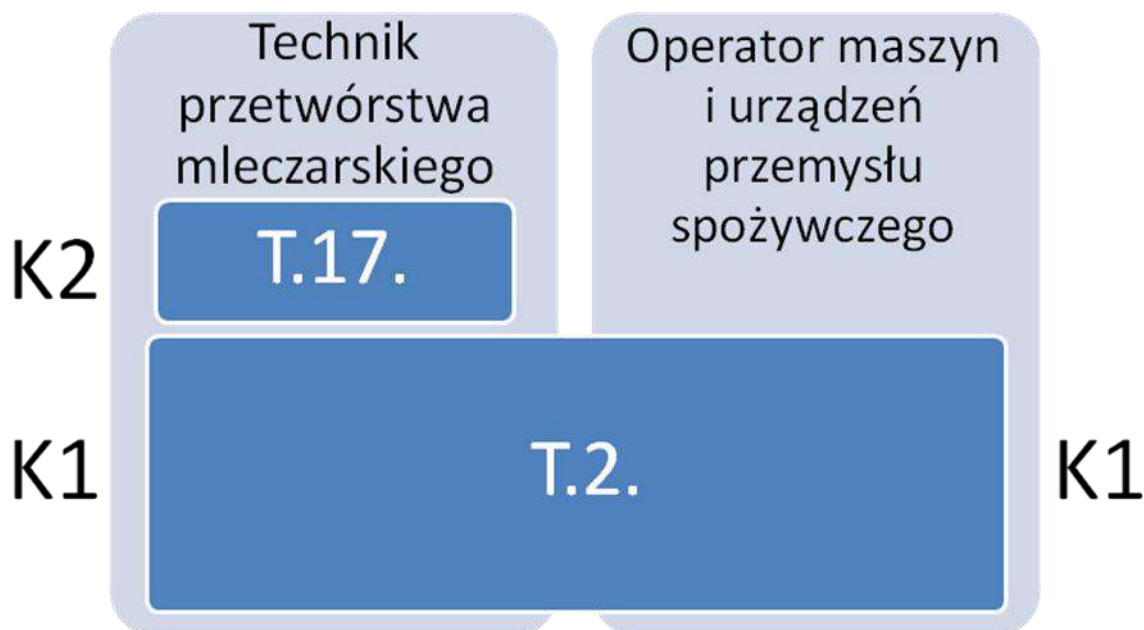 Technik
przetwórstwa
mleczarskiego
Operator maszyn
i urządzeń
przemysłu
spożywczego
K2
T.17.
K1
T.2.
K1